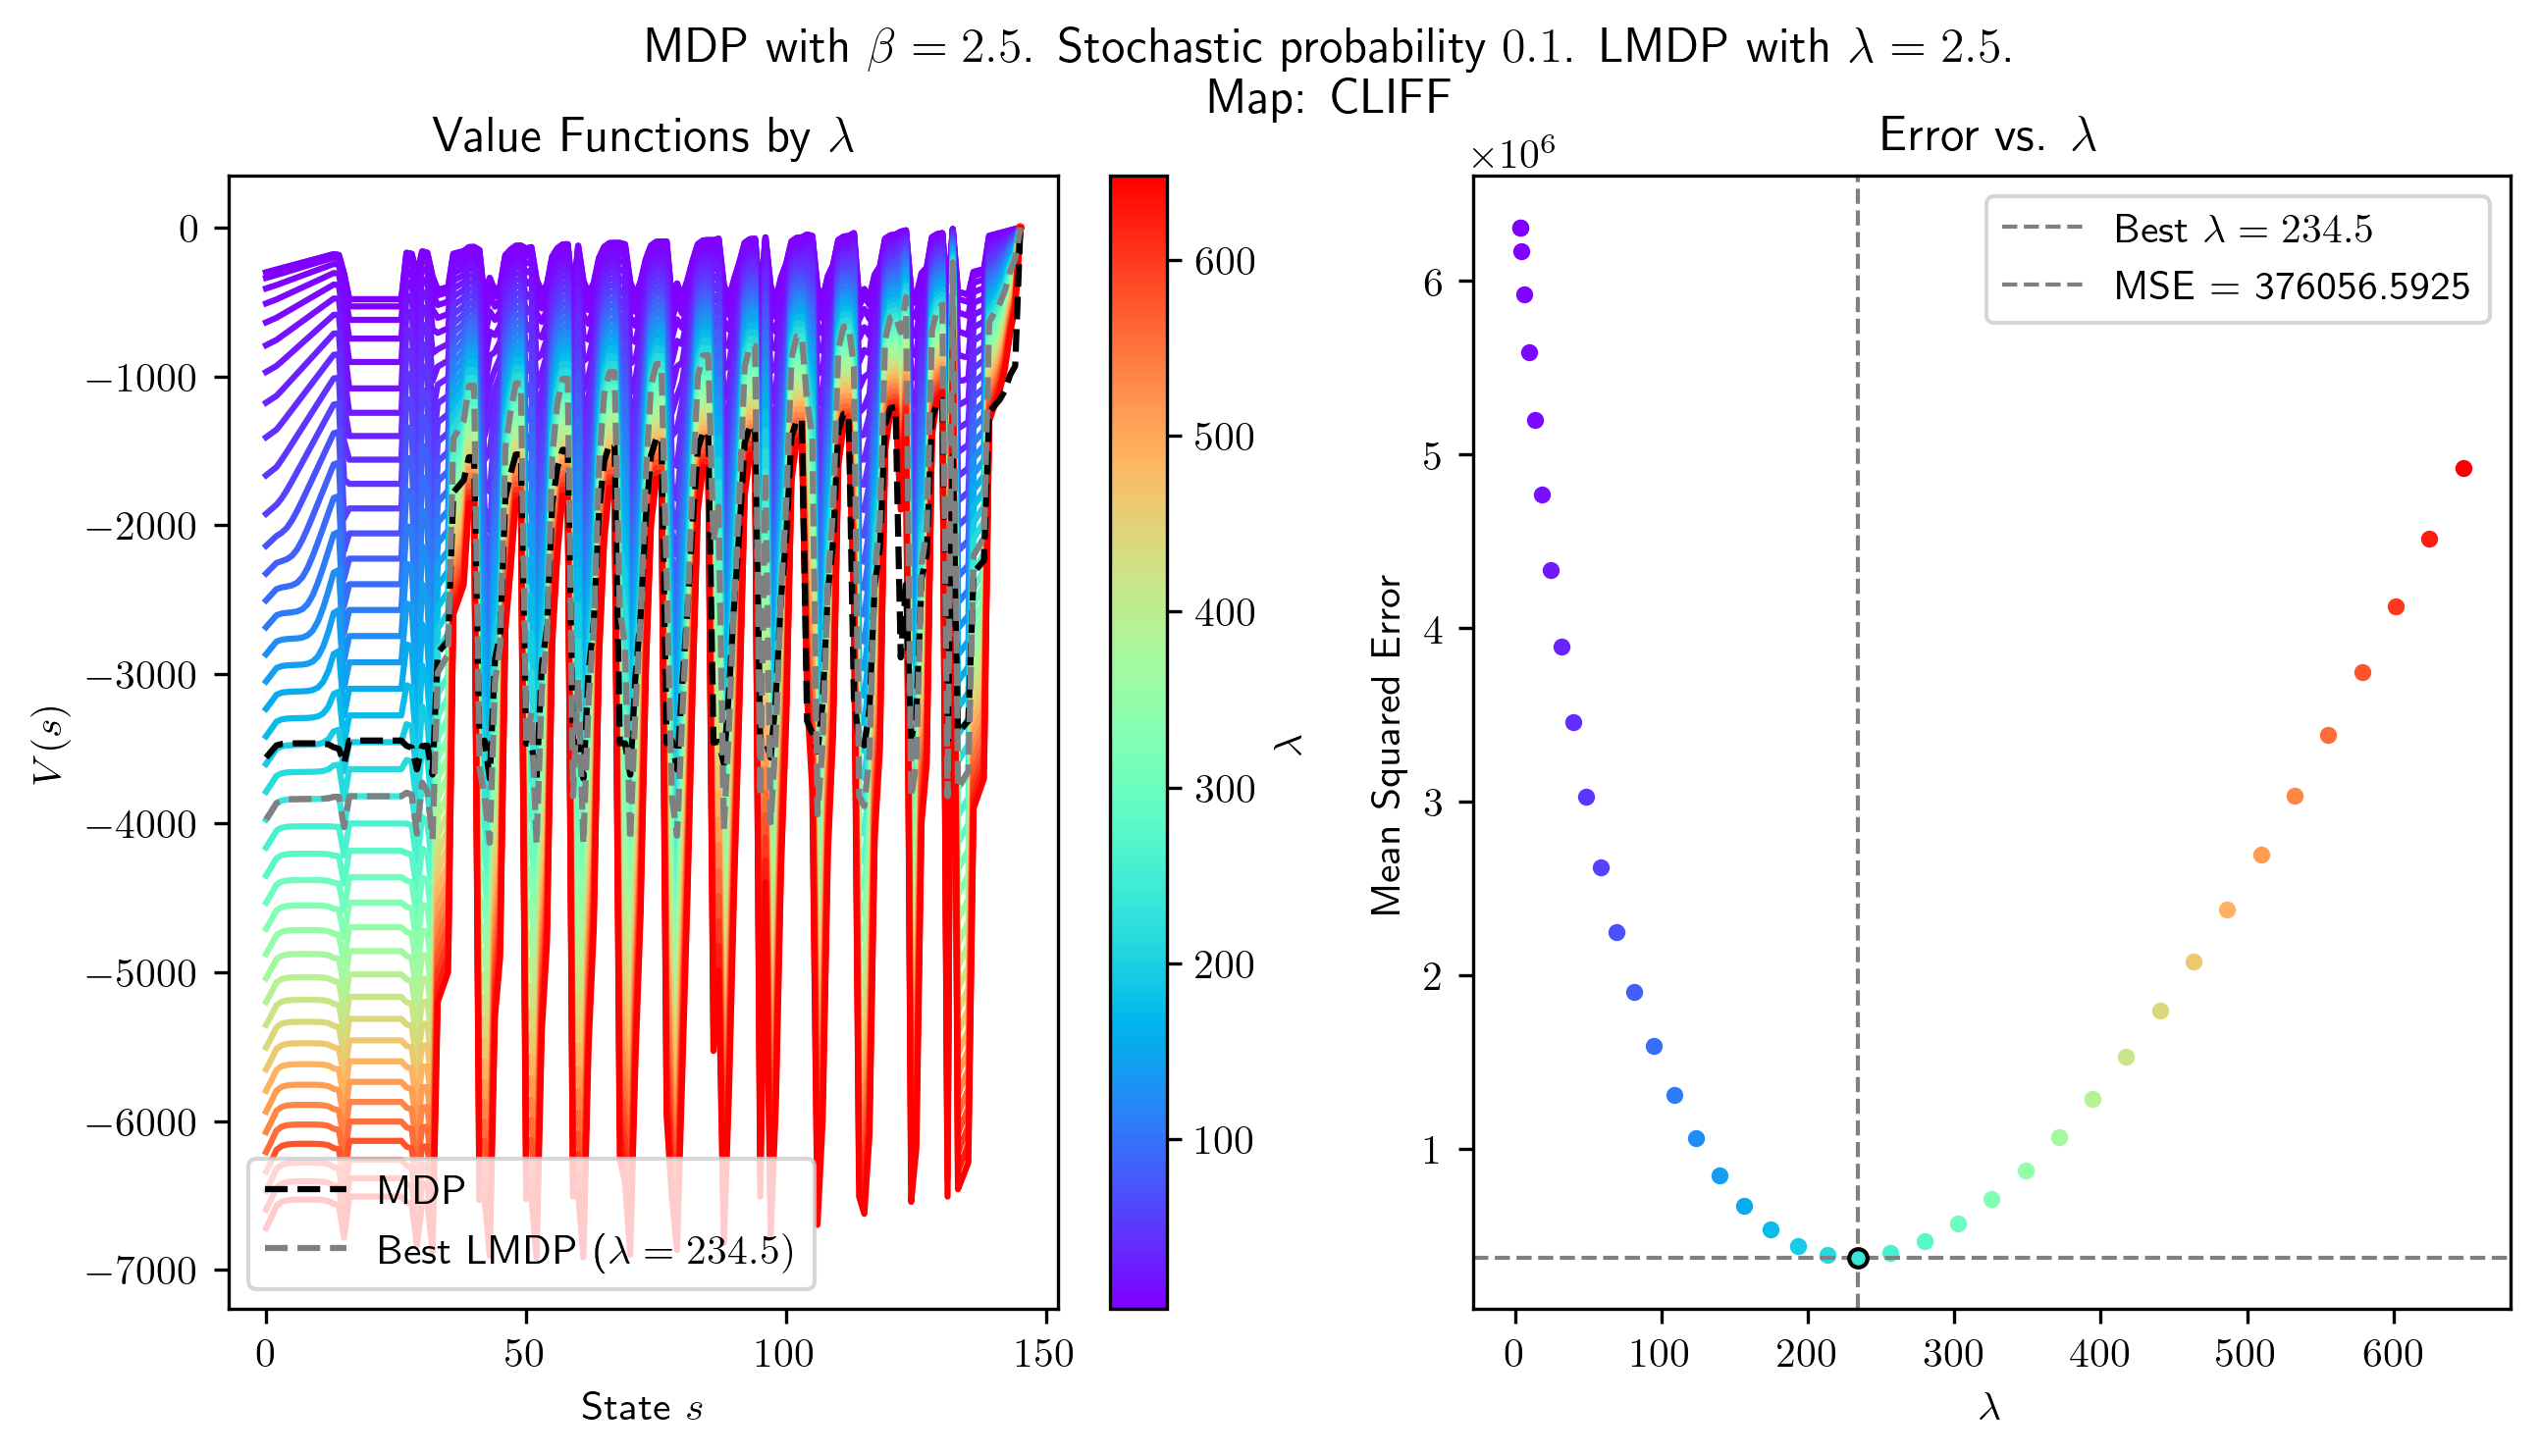 MDP with β = 2.5. Stochastic probability 0.1. LMDP with λ = 2.5.
Map: CLIFF
Value Functions by λ
0
−1000
−2000
−3000
−4000
−5000
−6000
−7000
V(s)
MDP
Best LMDP (λ = 234.5)
0 50 100 150
State s
600
500
400
300
200
100
λ
Error vs. λ
×10⁶
6
5
4
3
2
1
Mean Squared Error
Best λ = 234.5
MSE = 376056.5925
0 100 200 300 400 500 600
λ